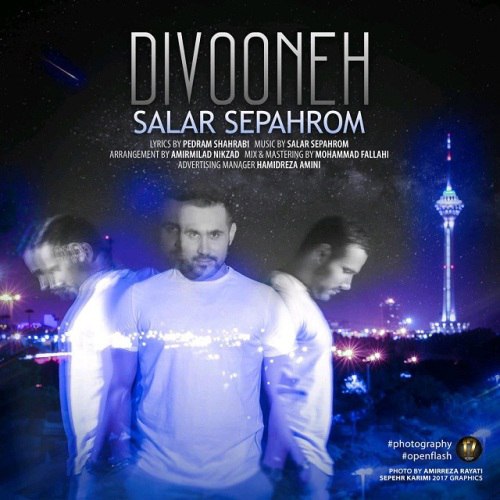 DIVOONEH
SALAR SEPAHROM
LYRICS BY PEDRAM SHAHRABI MUSIC BY SALAR SEPAHROM
ARRANGEMENT BY AMIRMILAD NIKZAD MIX & MASTERING BY MOHAMMAD FALLAHI
ADVERTISING MANAGER HAMIDREZA AMINI
#photography
#openflash
PHOTO BY AMIRREZA RAYATI
SEPEHR KARIMI 2017 GRAPHICS